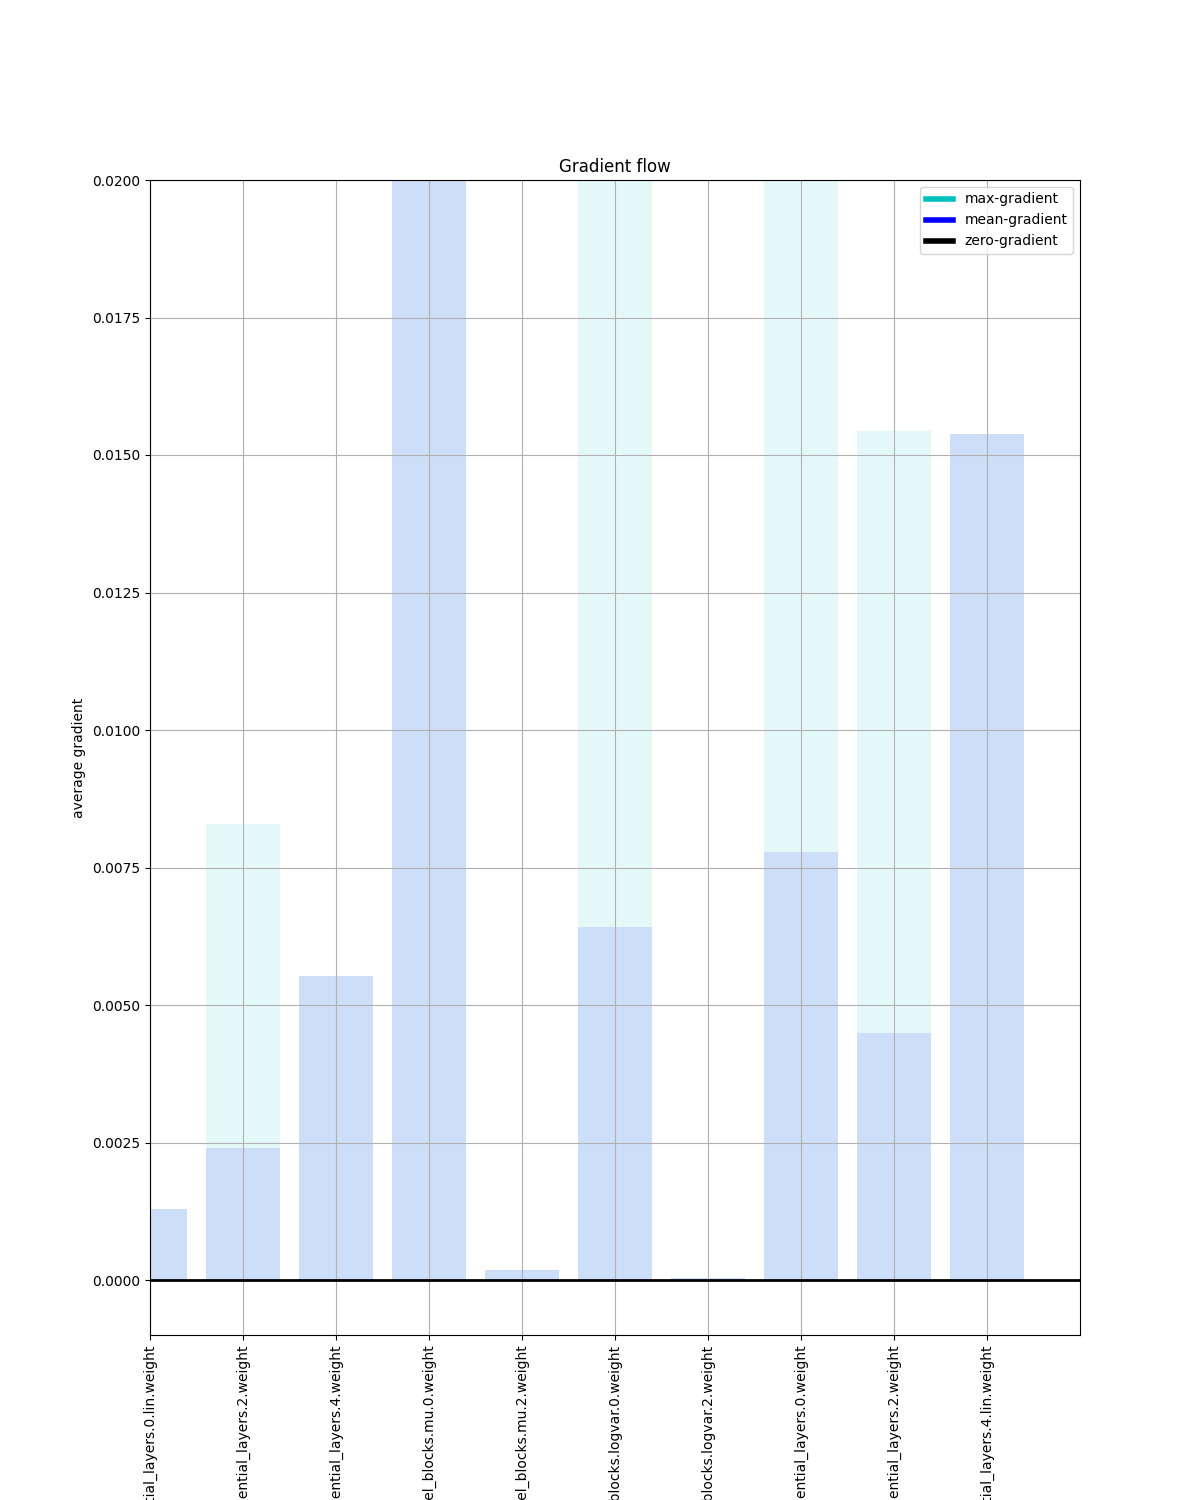 Gradient flow
max-gradient
mean-gradient
zero-gradient
0.0200
0.0175
0.0150
0.0125
0.0100
0.0075
0.0050
0.0025
0.0000
average gradient
tial_layers.0.lin.weight
ential_layers.2.weight
ential_layers.4.weight
el_blocks.mu.0.weight
el_blocks.mu.2.weight
blocks.logvar.0.weight
blocks.logvar.2.weight
ential_layers.0.weight
ential_layers.2.weight
tial_layers.4.lin.weight